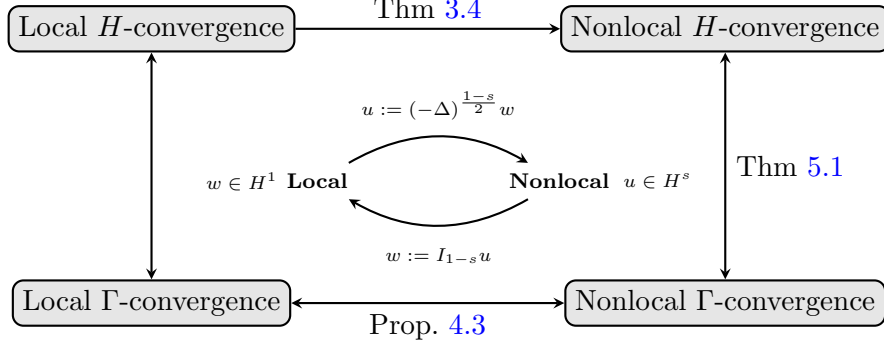 Thm 3.4
Local H-convergence
Nonlocal H-convergence
u := (−Δ)^{\frac{1−s}{2}} w
w ∈ H^1 Local
Nonlocal u ∈ H^s
Thm 5.1
w := I_{1−s}u
Local Γ-convergence
Nonlocal Γ-convergence
Prop. 4.3